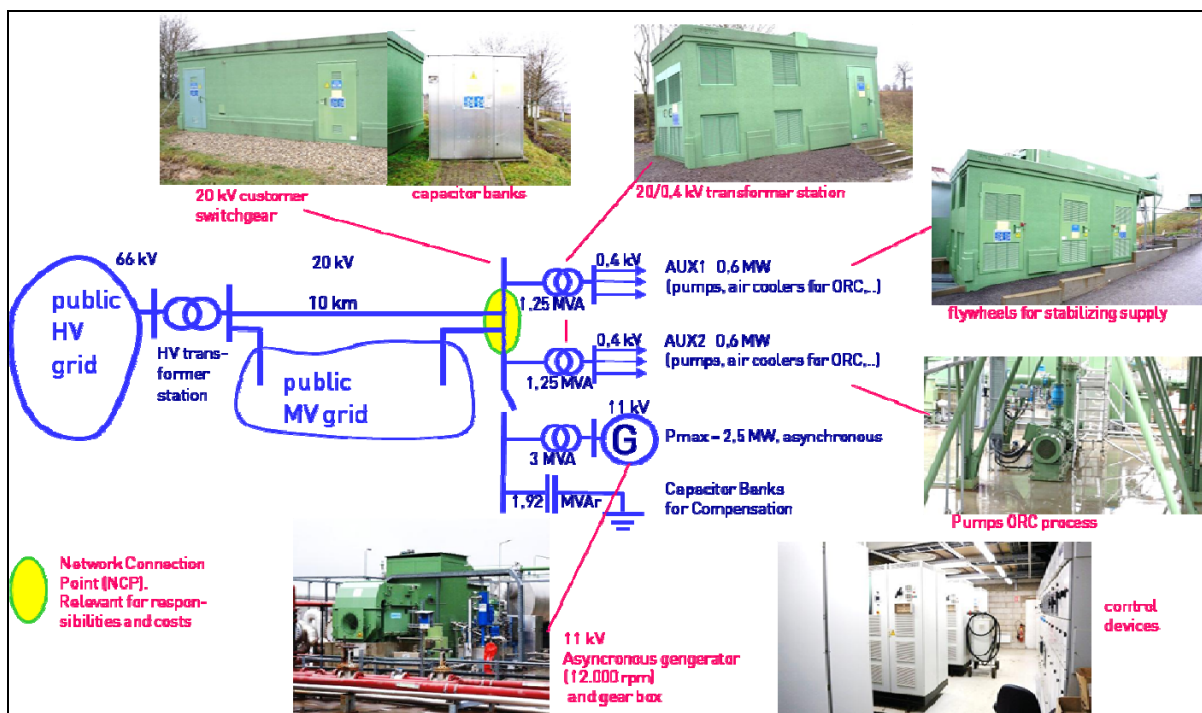 20 kV customer
switchgear
capacitor banks
20/0,4 kV transformer station
flywheels for stabilizing supply
66 kV
20 kV
10 km
public
HV
grid
HV trans-
former
station
public
MV grid
0,4 kV
1,25 MVA
AUX1 0,6 MW
(pumps, air coolers for ORC,..)
0,4 kV
1,25 MVA
AUX2 0,6 MW
(pumps, air coolers for ORC,..)
11 kV
G
3 MVA
Pmax – 2,5 MW, asynchronous
1,92 MVAr
Capacitor Banks
for Compensation
Pumps ORC process
Network Connection
Point (NCP).
Relevant for respon-
sibilities and costs
11 kV
Asyncronous gengerator
(12.000 rpm)
and gear box
control
devices